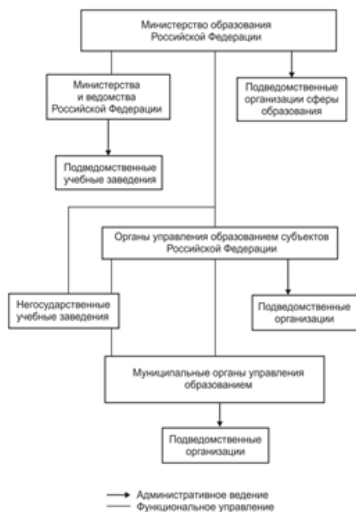 Министерство образования
Российской Федерации
Министерства
и ведомства
Российской Федерации
Подведомственные
организации сферы
образования
Подведомственные
учебные заведения
Органы управления образованием субъектов
Российской Федерации
Негосударственные
учебные заведения
Подведомственные
организации
Муниципальные органы управления
образованием
Подведомственные
организации
Административное ведение
Функциональное управление